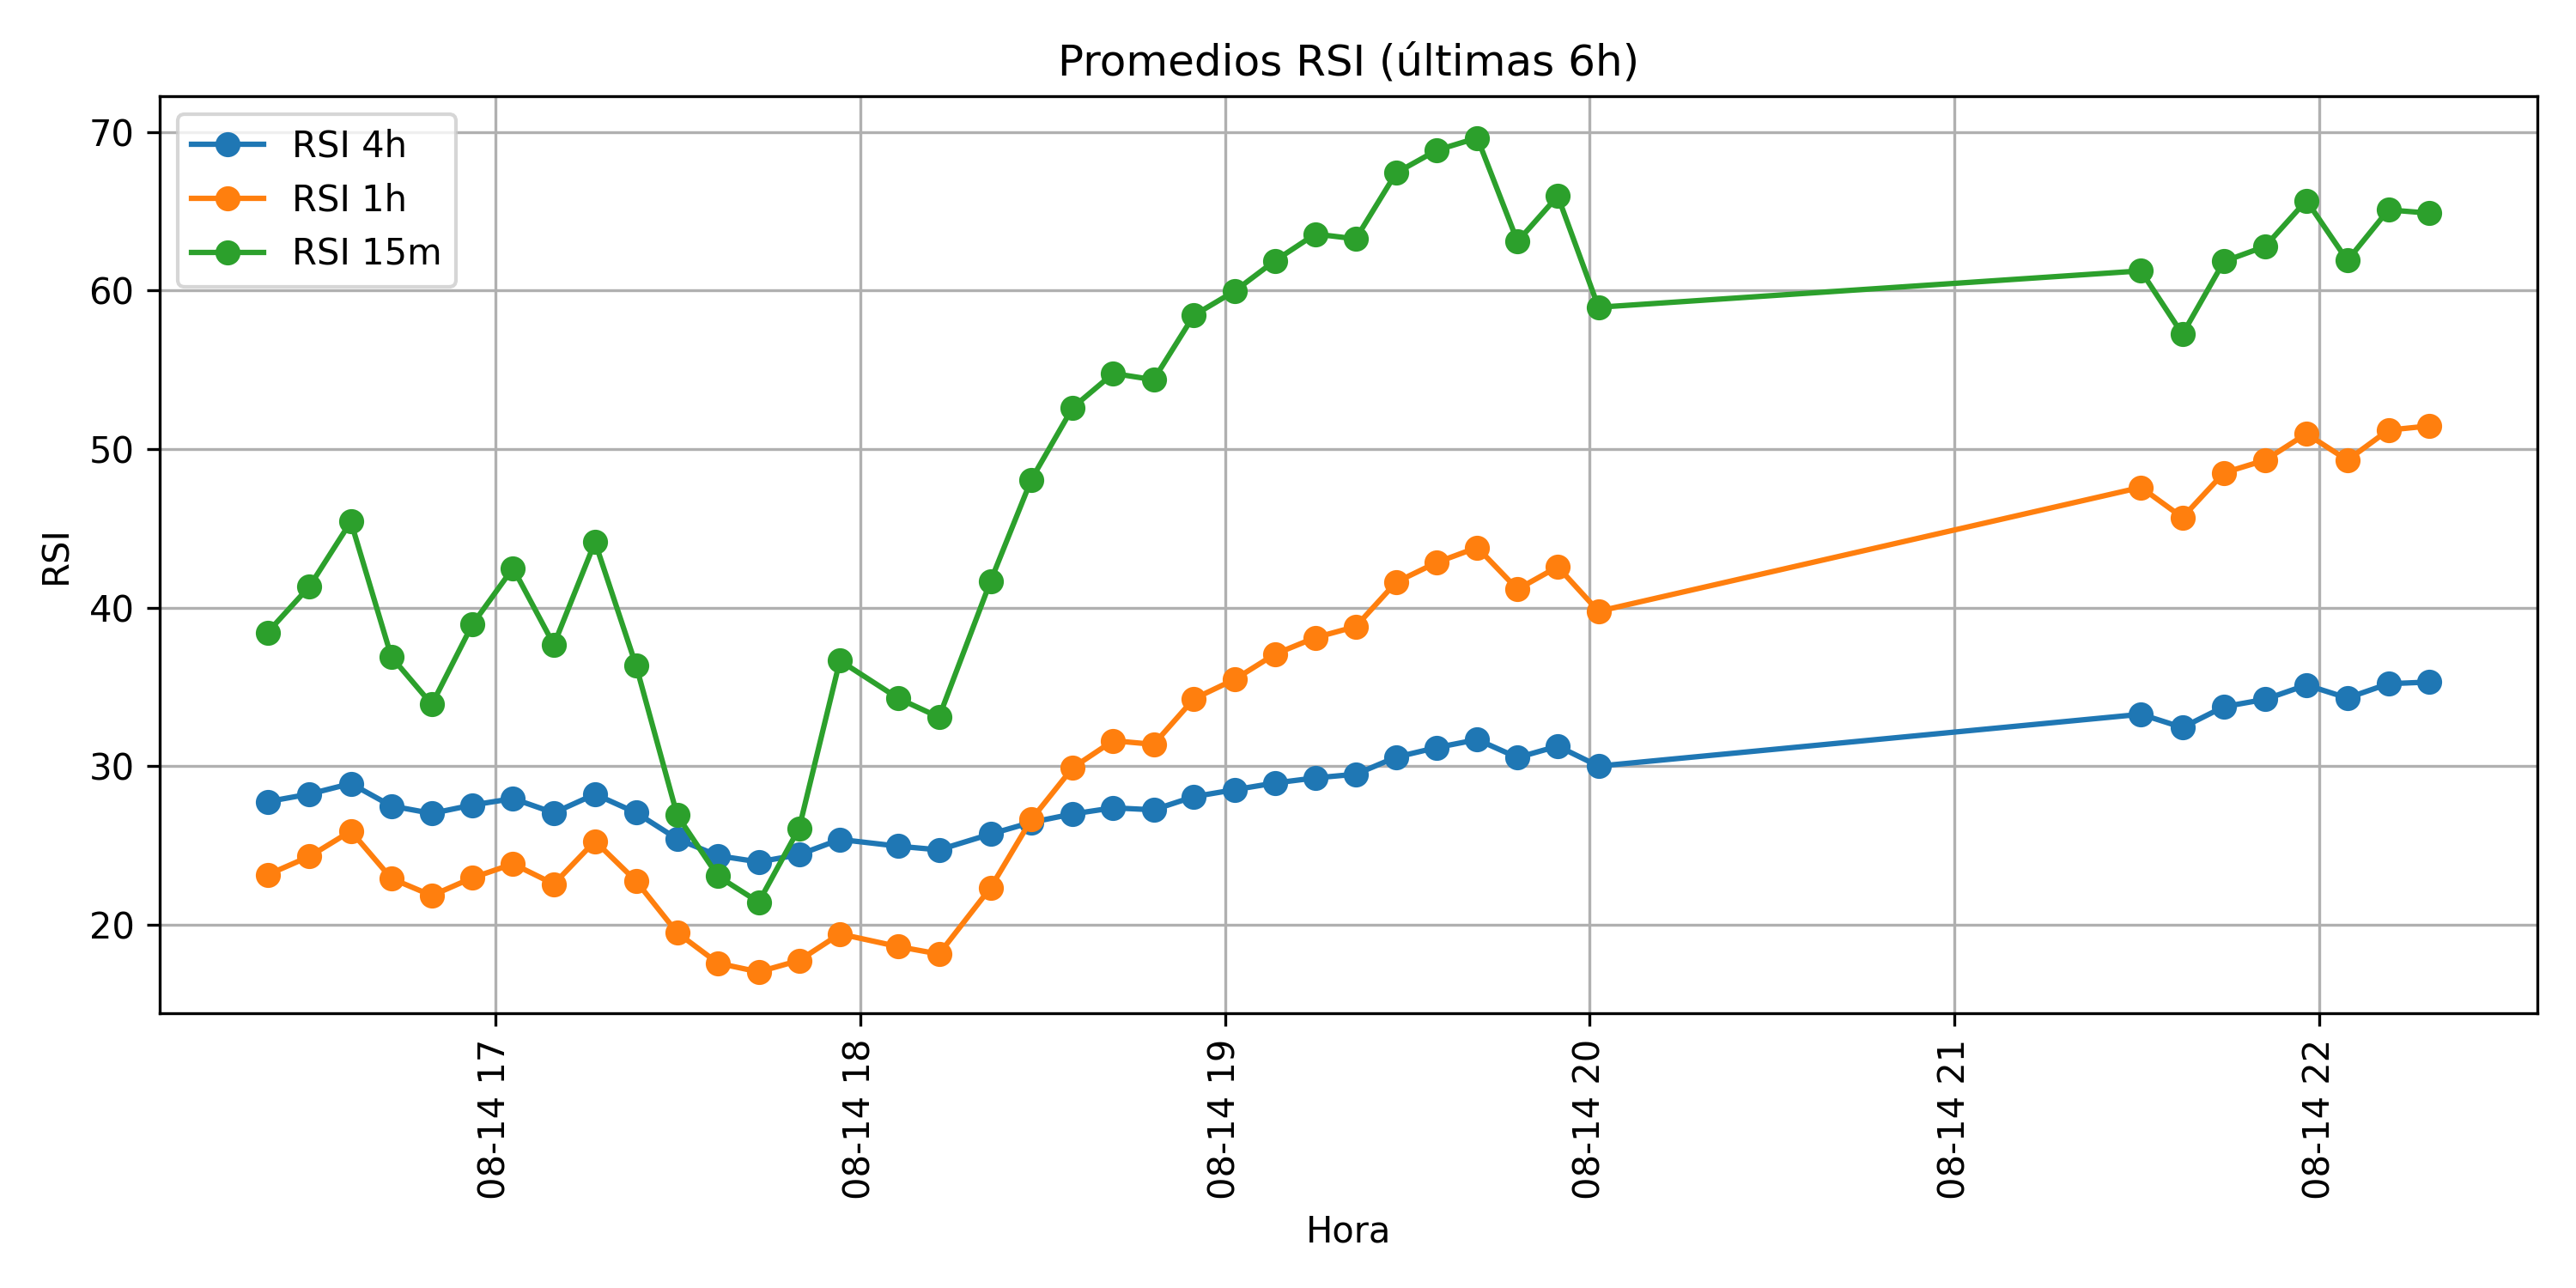 Promedios RSI (últimas 6h)
RSI 4h
RSI 1h
RSI 15m
70
60
50
40
30
20
RSI
08-14 17
08-14 18
08-14 19
08-14 20
08-14 21
08-14 22
Hora